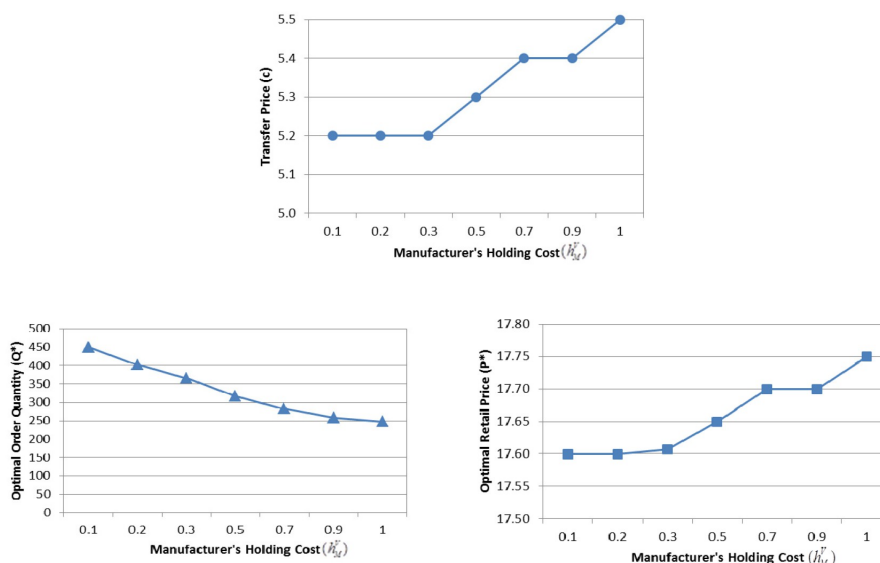 5.5
5.4
5.3
5.2
5.1
5.0
Transfer Price (c)
0.1 0.2 0.3 0.5 0.7 0.9 1
Manufacturer's Holding Cost (h_M^v)
500
450
400
350
300
250
200
150
100
50
0
Optimal Order Quantity (Q*)
0.1 0.2 0.3 0.5 0.7 0.9 1
Manufacturer's Holding Cost (h_M^v)
17.80
17.75
17.70
17.65
17.60
17.55
17.50
Optimal Retail Price (P*)
0.1 0.2 0.3 0.5 0.7 0.9 1
Manufacturer's Holding Cost (h_M^v)